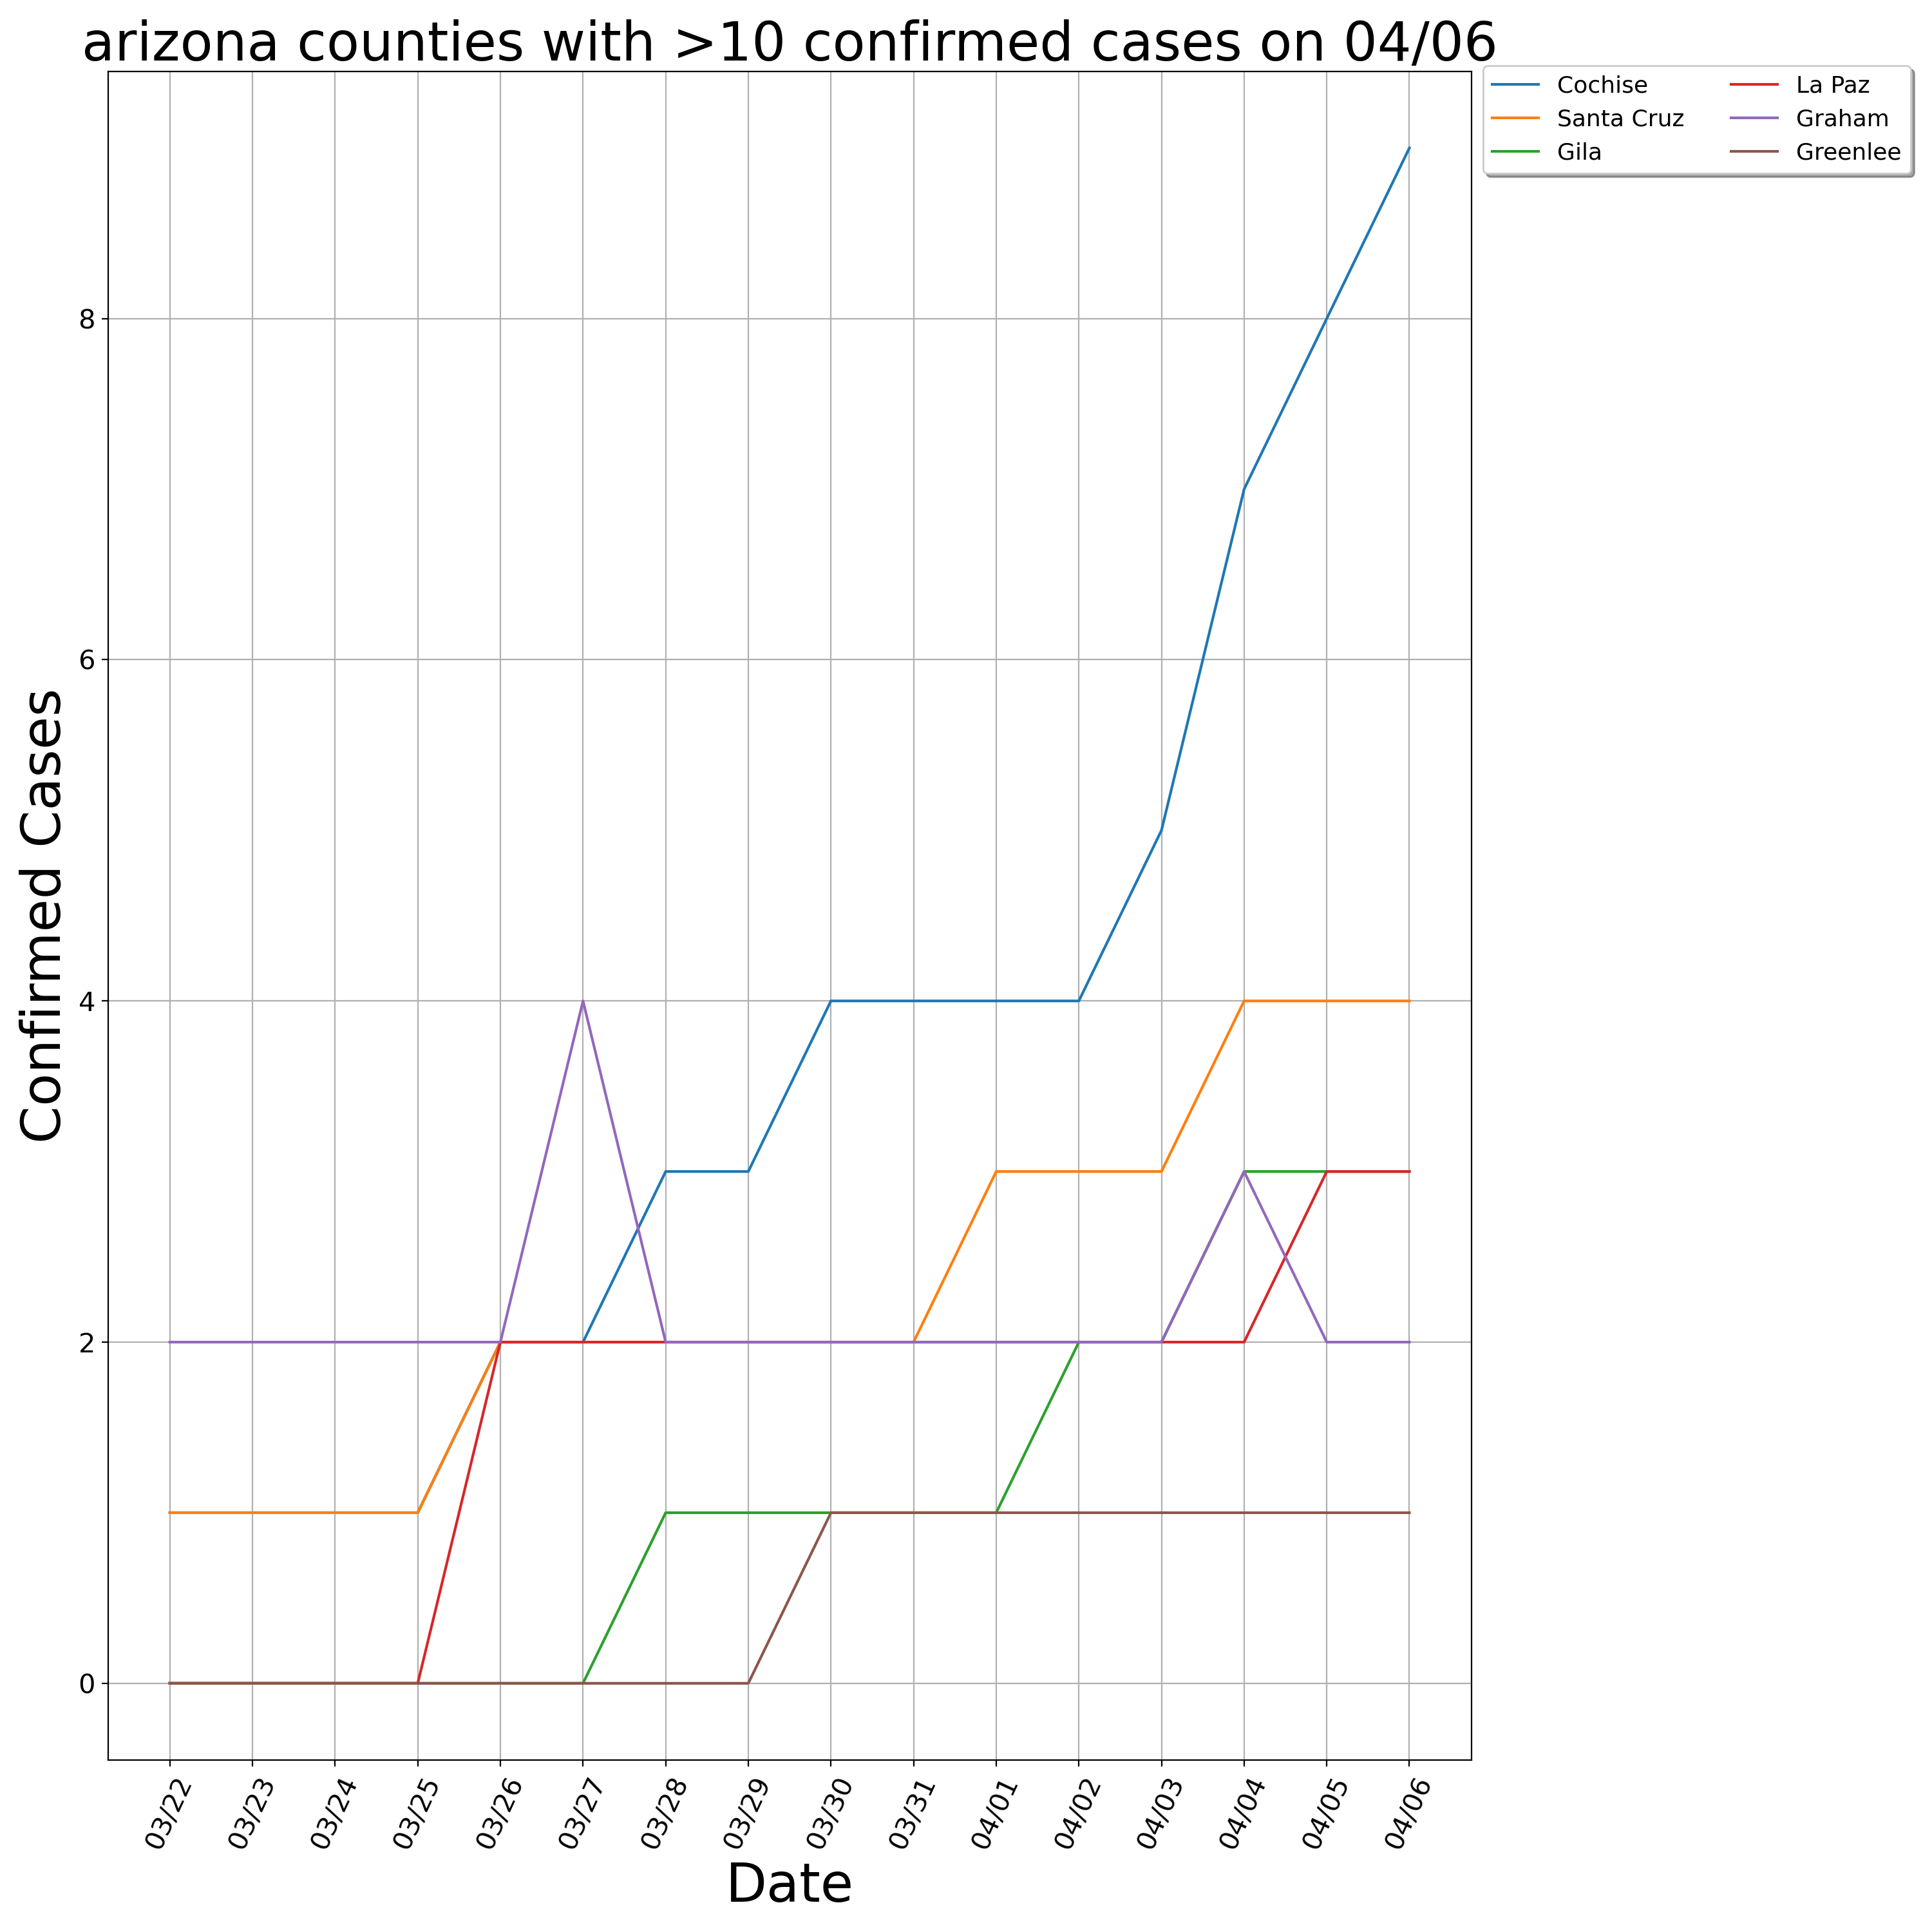 arizona counties with >10 confirmed cases on 04/06
Cochise
Santa Cruz
Gila
La Paz
Graham
Greenlee
Confirmed Cases
8
6
4
2
0
03/22
03/23
03/24
03/25
03/26
03/27
03/28
03/29
03/30
03/31
04/01
04/02
04/03
04/04
04/05
04/06
Date